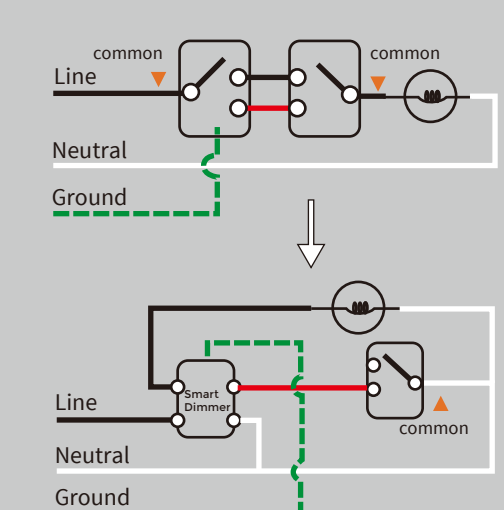 common
common
Line
Neutral
Ground
Smart
Dimmer
Line
common
Neutral
Ground